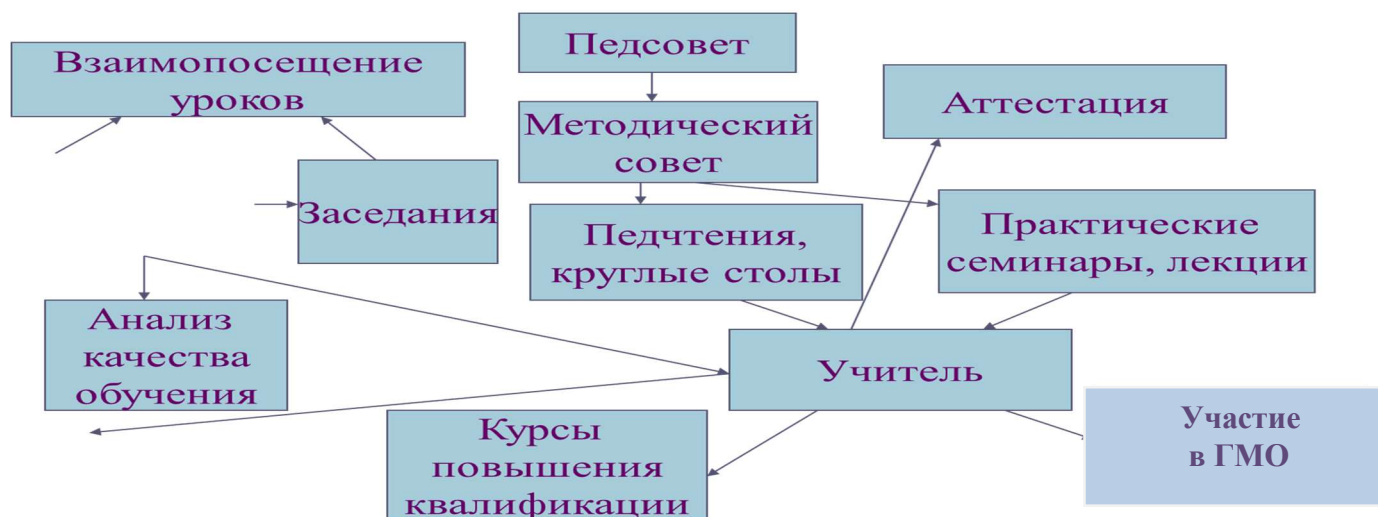 Педсовет
Взаимопосещение
уроков
Аттестация
Методический
совет
Заседания
Педчтения,
круглые столы
Практические
семинары, лекции
Анализ
качества
обучения
Учитель
Участие
в ГМО
Курсы
повышения
квалификации